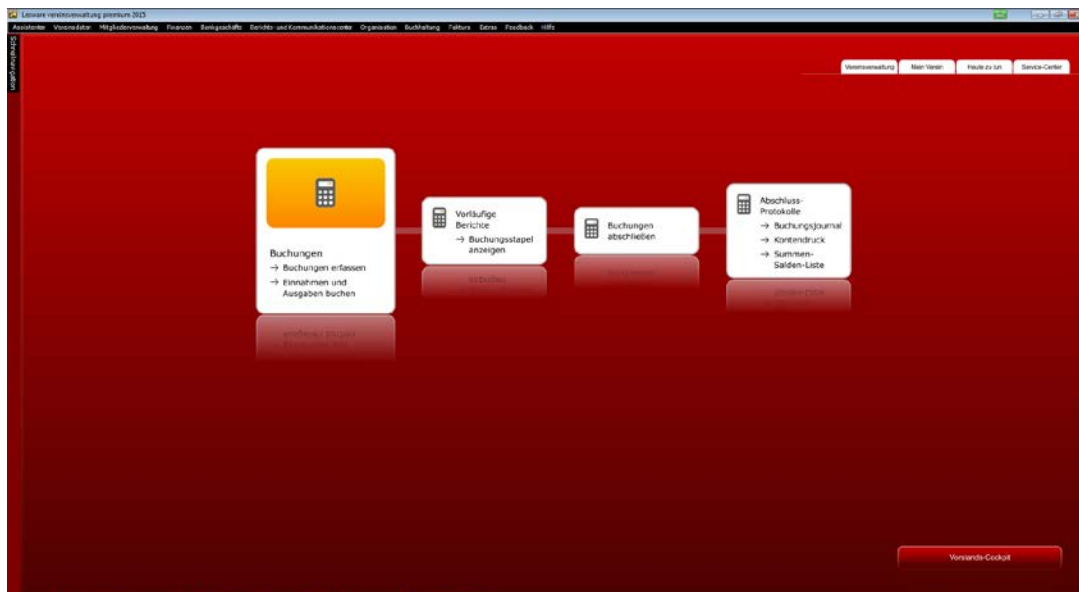 Lexware vereinsverwaltung premium 2015
Assistenten Vereinsdaten Mitgliederverwaltung Finanzen Bankgeschäfte Berichts- und Kommunikationscenter Organisation Buchhaltung Faktura Extras Feedback Hilfe
Schnellnavigation
Vereinsverwaltung Mein Verein Heute zu tun Service-Center
Buchungen
→ Buchungen erfassen
→ Einnahmen und
Ausgaben buchen
Vorläufige
Berichte
→ Buchungsstapel
anzeigen
Buchungen
abschließen
Abschluss-
Protokolle
→ Buchungsjournal
→ Kontendruck
→ Summen-
Salden-Liste
Vorstands-Cockpit